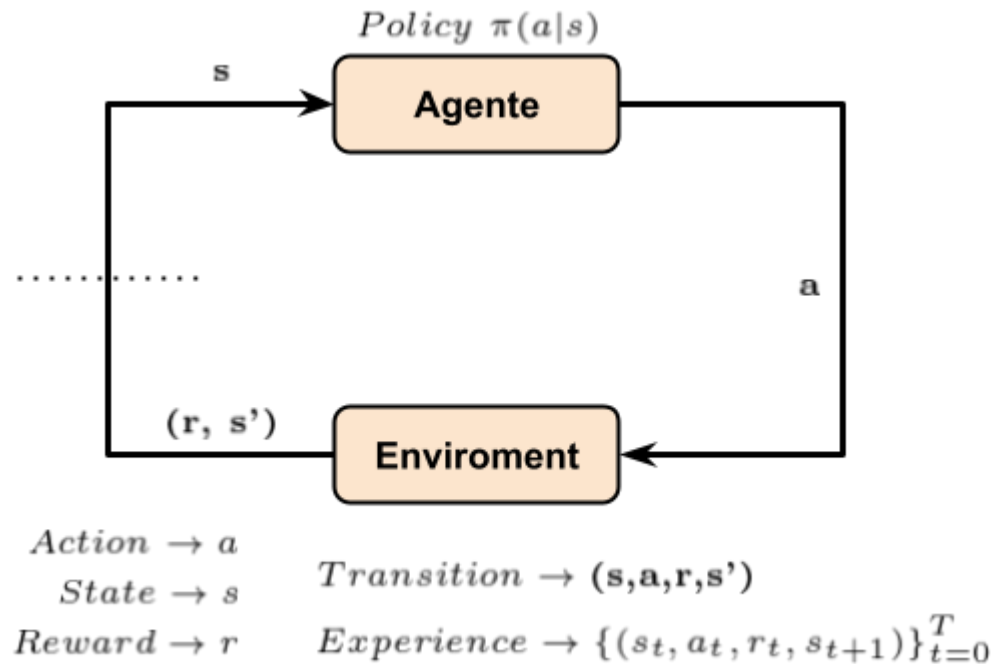 Policy π(a|s)
s
Agente
a
(r, s’)
Enviroment
Action → a
State → s
Reward → r
Transition → (s,a,r,s’)
Experience → {(s_t, a_t, r_t, s_{t+1})}_{t=0}^T